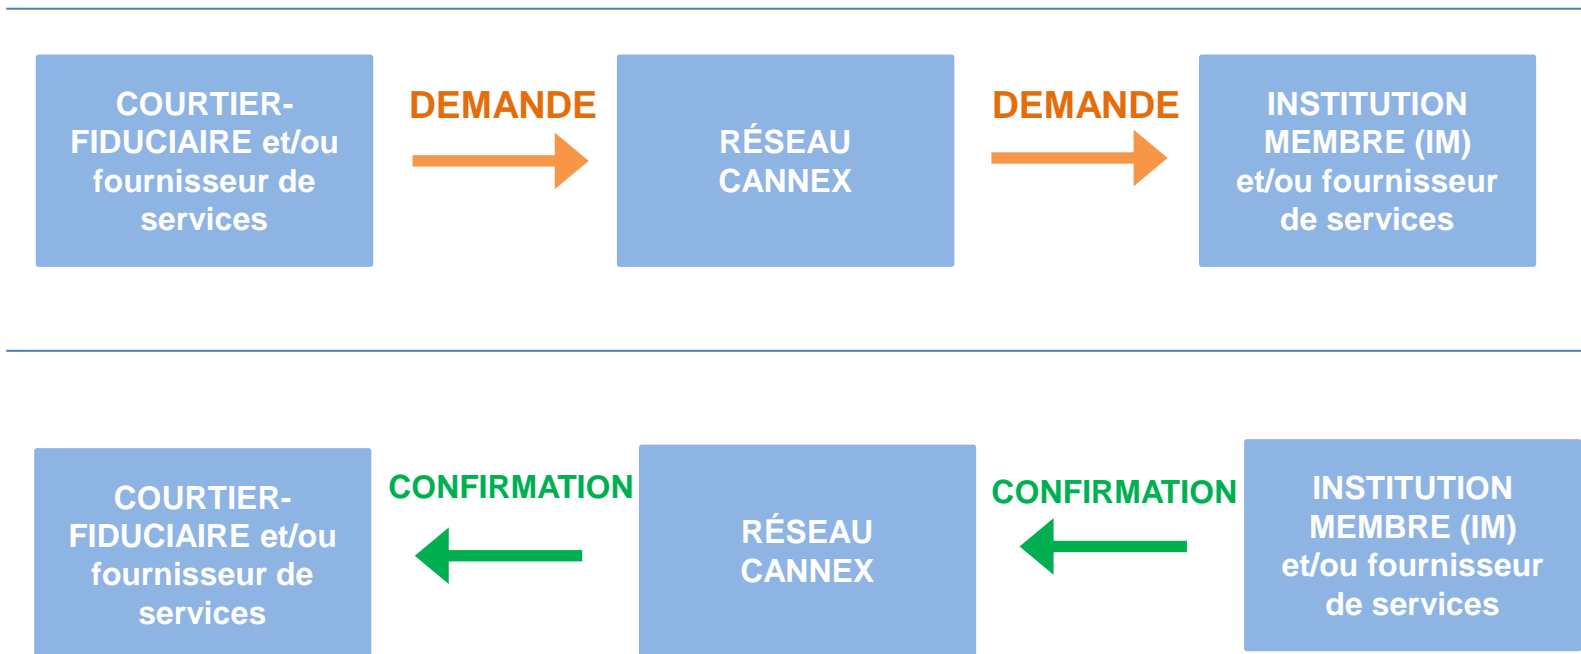 COURTIER-
FIDUCIAIRE et/ou
fournisseur de
services
DEMANDE
RÉSEAU
CANNEX
DEMANDE
INSTITUTION
MEMBRE (IM)
et/ou fournisseur
de services
COURTIER-
FIDUCIAIRE et/ou
fournisseur de
services
CONFIRMATION
RÉSEAU
CANNEX
CONFIRMATION
INSTITUTION
MEMBRE (IM)
et/ou fournisseur
de services